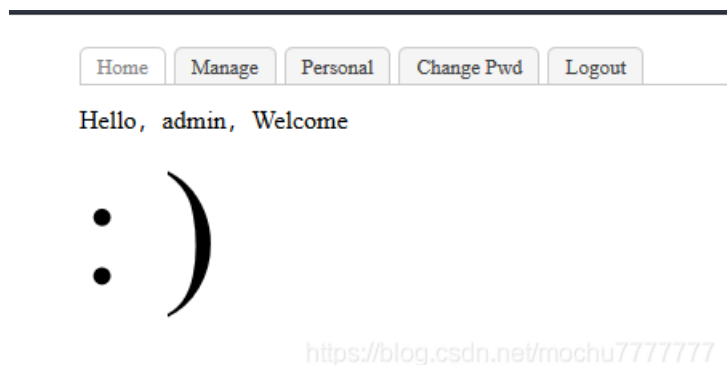 Home Manage Personal Change Pwd Logout
Hello，admin，Welcome
: )
https://blog.csdn.net/mochu7777777